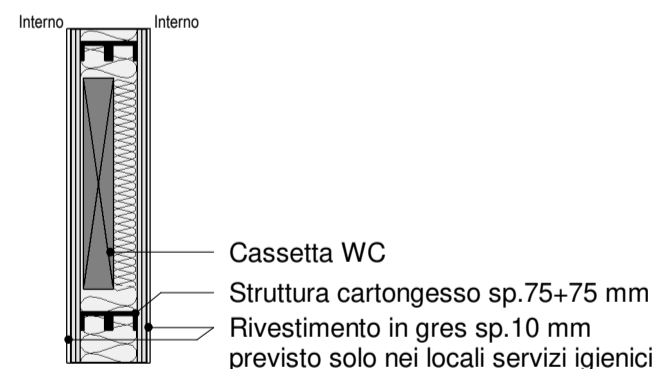 Interno Interno
Cassetta WC
Struttura cartongesso sp.75+75 mm
Rivestimento in gres sp.10 mm
previsto solo nei locali servizi igienici